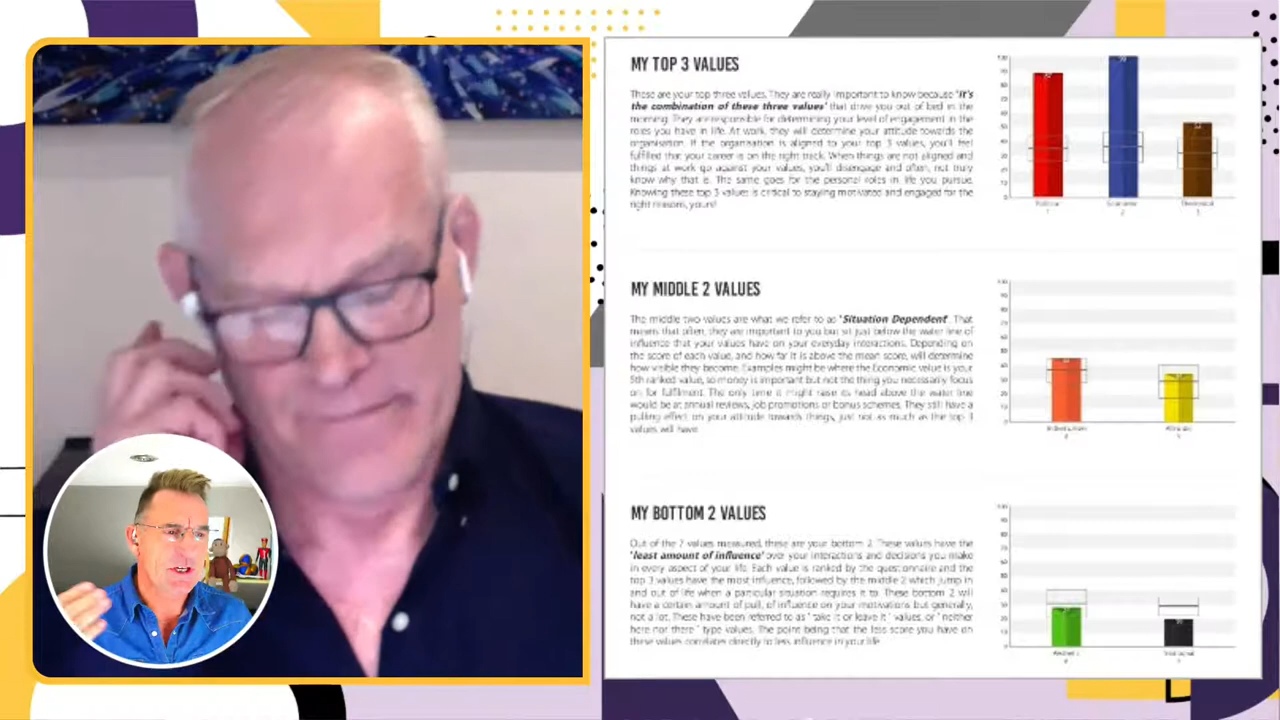 MY TOP 3 VALUES
These are your top three values. They are really important to know because 'It's
the combination of these three values' that drive you out of bed in the
morning. They are responsible for determining your level of engagement in the
roles you have in life. At work, they will determine your attitude towards the
organisation. If the organisation is aligned to your top 3 values, you'll feel
fulfilled that your career is on the right track. When things are not aligned and
things at work go against your values, you'll disengage and often, not truly
know why that is. The same goes for the personal roles in life you pursue.
Knowing these top 3 values is critical to staying motivated and engaged for the
right reasons, yours!
Political
Economic
1
2
3
MY MIDDLE 2 VALUES
The middle two values are what we refer to as 'Situation Dependent'. That
means that often, they are important to you but sit just below the water line of
influence that your values have on your everyday interactions. Depending on
the score of each value, and how far it is above the mean score, will determine
how visible they become. Examples might be where the Economic value is your
5th ranked value, so money is important but not the thing you necessarily focus
on for fulfilment. The only time it might raise its head above the water line
would be at annual reviews, job promotions or bonus schemes. They still have a
pulling effect on your attitude towards things, just not as much as the top 3
values will have.
Individualistic
Altruistic
4
5
MY BOTTOM 2 VALUES
Out of the 7 values measured, these are your bottom 2. These values have the
'least amount of influence' over your interactions and decisions you make
in every aspect of your life. Each value is ranked by the questionnaire and the
top 3 values have the most influence, followed by the middle 2 which jump in
and out of life when a particular situation requires it to. These bottom 2 will
have a certain amount of pull, of influence on your motivations but generally,
not a lot. These have been referred to as ' take it or leave it ' values, or ' neither
here nor there ' type values. The point being that the less score you have on
these values correlates directly to less influence in your life.
Aesthetic
6
7